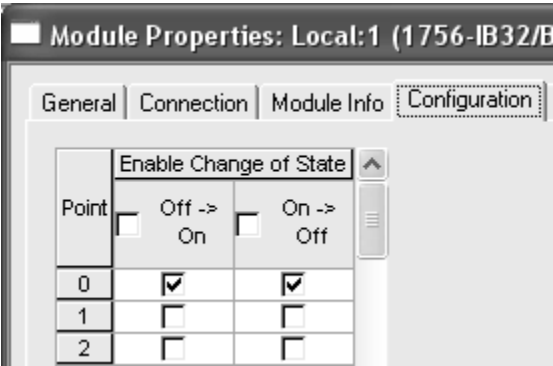 Module Properties: Local:1 (1756-IB32/B
General Connection Module Info Configuration
Enable Change of State
Point Off -> On On -> Off
0
1
2